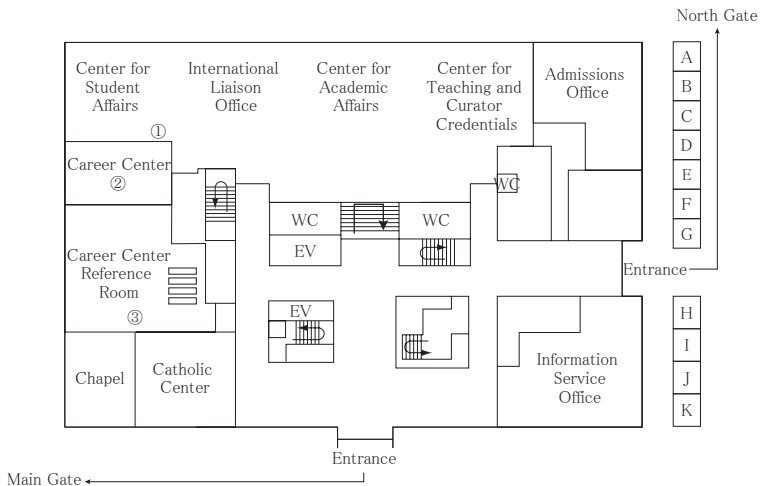 North Gate
Center for
Student
Affairs
International
Liaison
Office
Center for
Academic
Affairs
Center for
Teaching and
Curator
Credentials
Admissions
Office
A
B
C
D
E
F
G
①
Career Center
②
WC
WC
WC
EV
Career Center
Reference
Room
③
Entrance
EV
H
I
J
K
Chapel
Catholic
Center
Information
Service
Office
Entrance
Main Gate